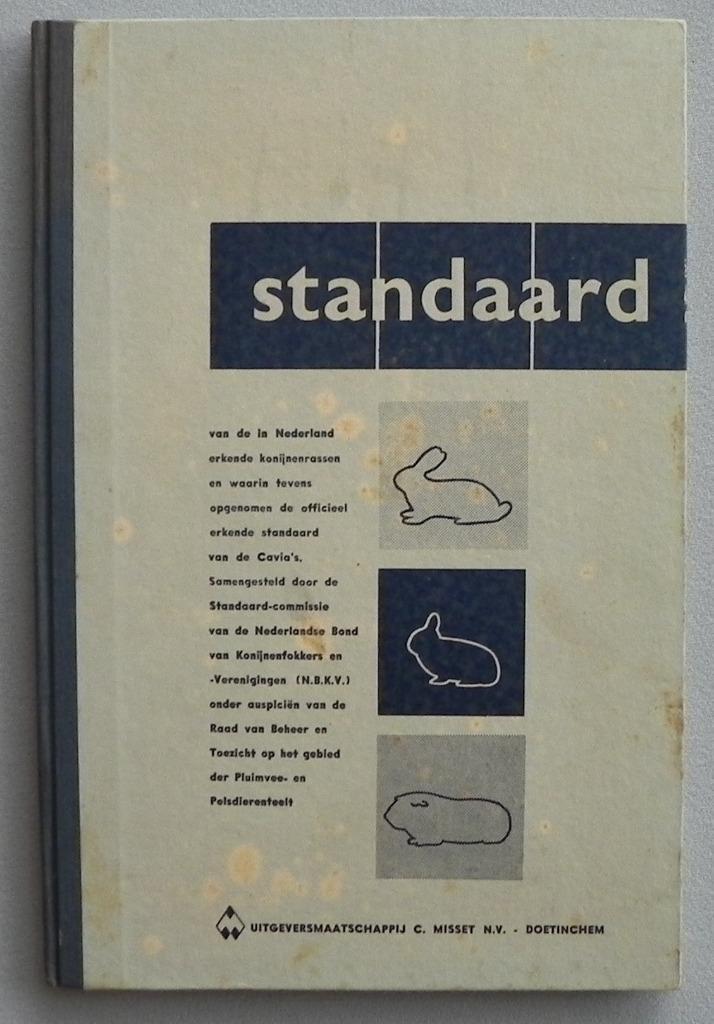 standaard
van de in Nederland
erkende konijnenrassen
en waarin tevens
opgenomen de officieel
erkende standaard
van de Cavia's.
Samengesteld door de
Standaard-commissie
van de Nederlandse Bond
van Konijnenfokkers en
-Verenigingen (N.B.K.V.)
onder auspiciën van de
Raad van Beheer en
Toezicht op het gebied
der Pluimvee- en
Pelsdierenteelt
UITGEVERSMAATSCHAPPIJ C. MISSET N.V. - DOETINCHEM